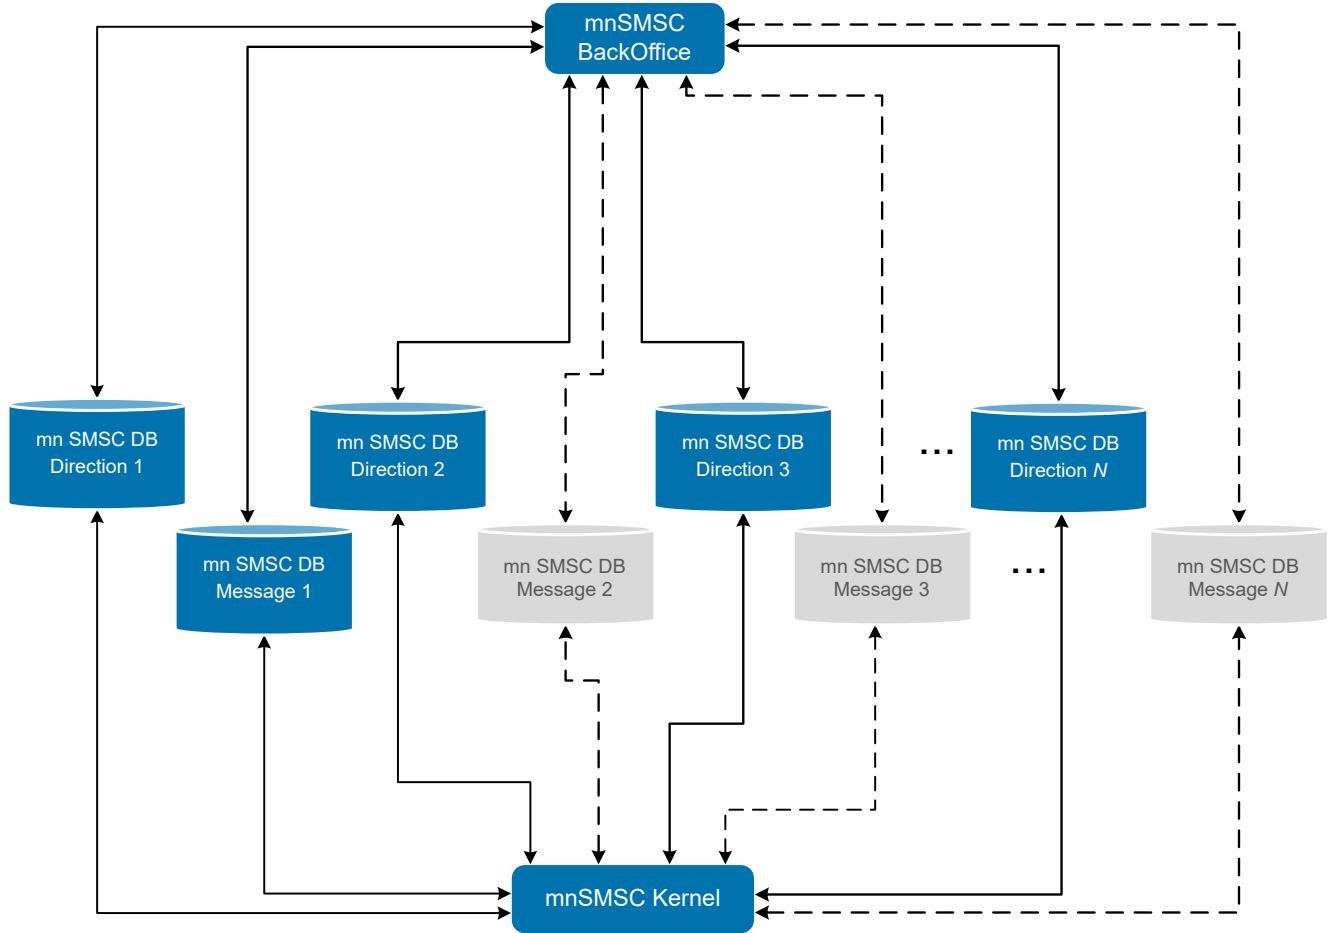 mnSMSC
BackOffice
mn SMSC DB
Direction 1
mn SMSC DB
Direction 2
mn SMSC DB
Direction 3
...
mn SMSC DB
Direction N
mn SMSC DB
Message 1
mn SMSC DB
Message 2
mn SMSC DB
Message 3
...
mn SMSC DB
Message N
mnSMSC Kernel